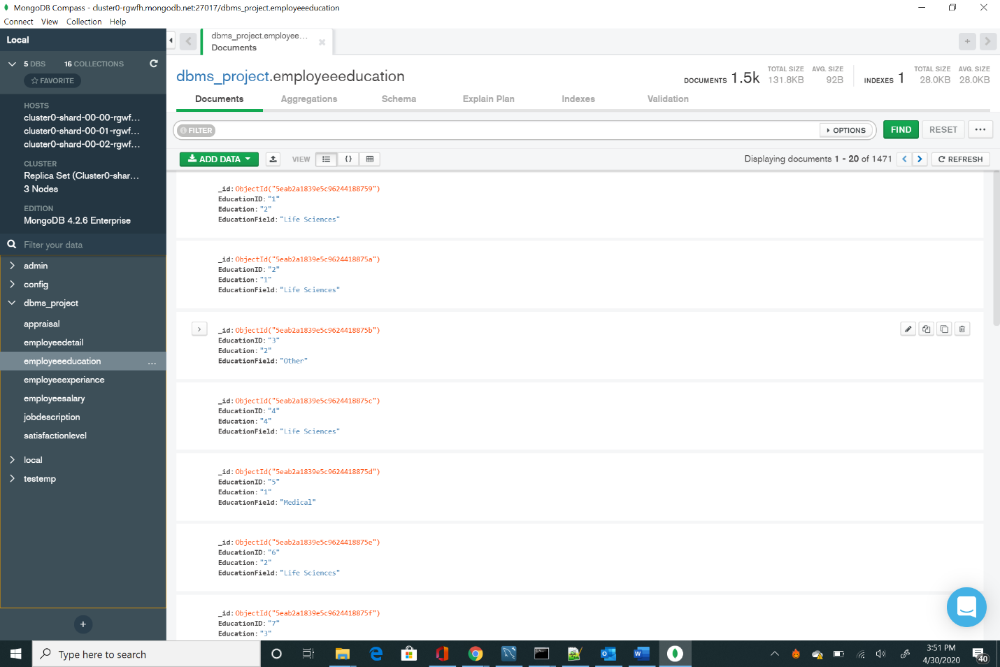 MongoDB Compass - cluster0-rgwfh.mongodb.net:27017/dbms_project.employeeeducation
Connect View Collection Help
Local
5 DBS 16 COLLECTIONS
FAVORITE
HOSTS
cluster0-shard-00-00-rgwf...
cluster0-shard-00-01-rgwf...
cluster0-shard-00-02-rgwf...
CLUSTER
Replica Set (Cluster0-shar...
3 Nodes
EDITION
MongoDB 4.2.6 Enterprise
Filter your data
admin
config
dbms_project
appraisal
employeedetail
employeeeducation ...
employeeexperiance
employeesalary
jobdescription
satisfactionlevel
local
testemp
dbms_project.employee...
Documents
dbms_project.employeeeducation
DOCUMENTS 1.5k TOTAL SIZE 131.8KB AVG. SIZE 92B INDEXES 1 TOTAL SIZE 28.0KB AVG. SIZE 28.0KB
Documents Aggregations Schema Explain Plan Indexes Validation
FILTER OPTIONS FIND RESET ...
ADD DATA VIEW {} Displaying documents 1 - 20 of 1471 REFRESH
_id: ObjectId("5eab2a1839e5c96244188759")
EducationID: "1"
Education: "2"
EducationField: "Life Sciences"
_id: ObjectId("5eab2a1839e5c9624418875a")
EducationID: "2"
Education: "1"
EducationField: "Life Sciences"
_id: ObjectId("5eab2a1839e5c9624418875b")
EducationID: "3"
Education: "2"
EducationField: "Other"
_id: ObjectId("5eab2a1839e5c9624418875c")
EducationID: "4"
Education: "4"
EducationField: "Life Sciences"
_id: ObjectId("5eab2a1839e5c9624418875d")
EducationID: "5"
Education: "1"
EducationField: "Medical"
_id: ObjectId("5eab2a1839e5c9624418875e")
EducationID: "6"
Education: "2"
EducationField: "Life Sciences"
_id: ObjectId("5eab2a1839e5c9624418875f")
EducationID: "7"
Education: "3"
Type here to search
3:51 PM
4/30/2020
40